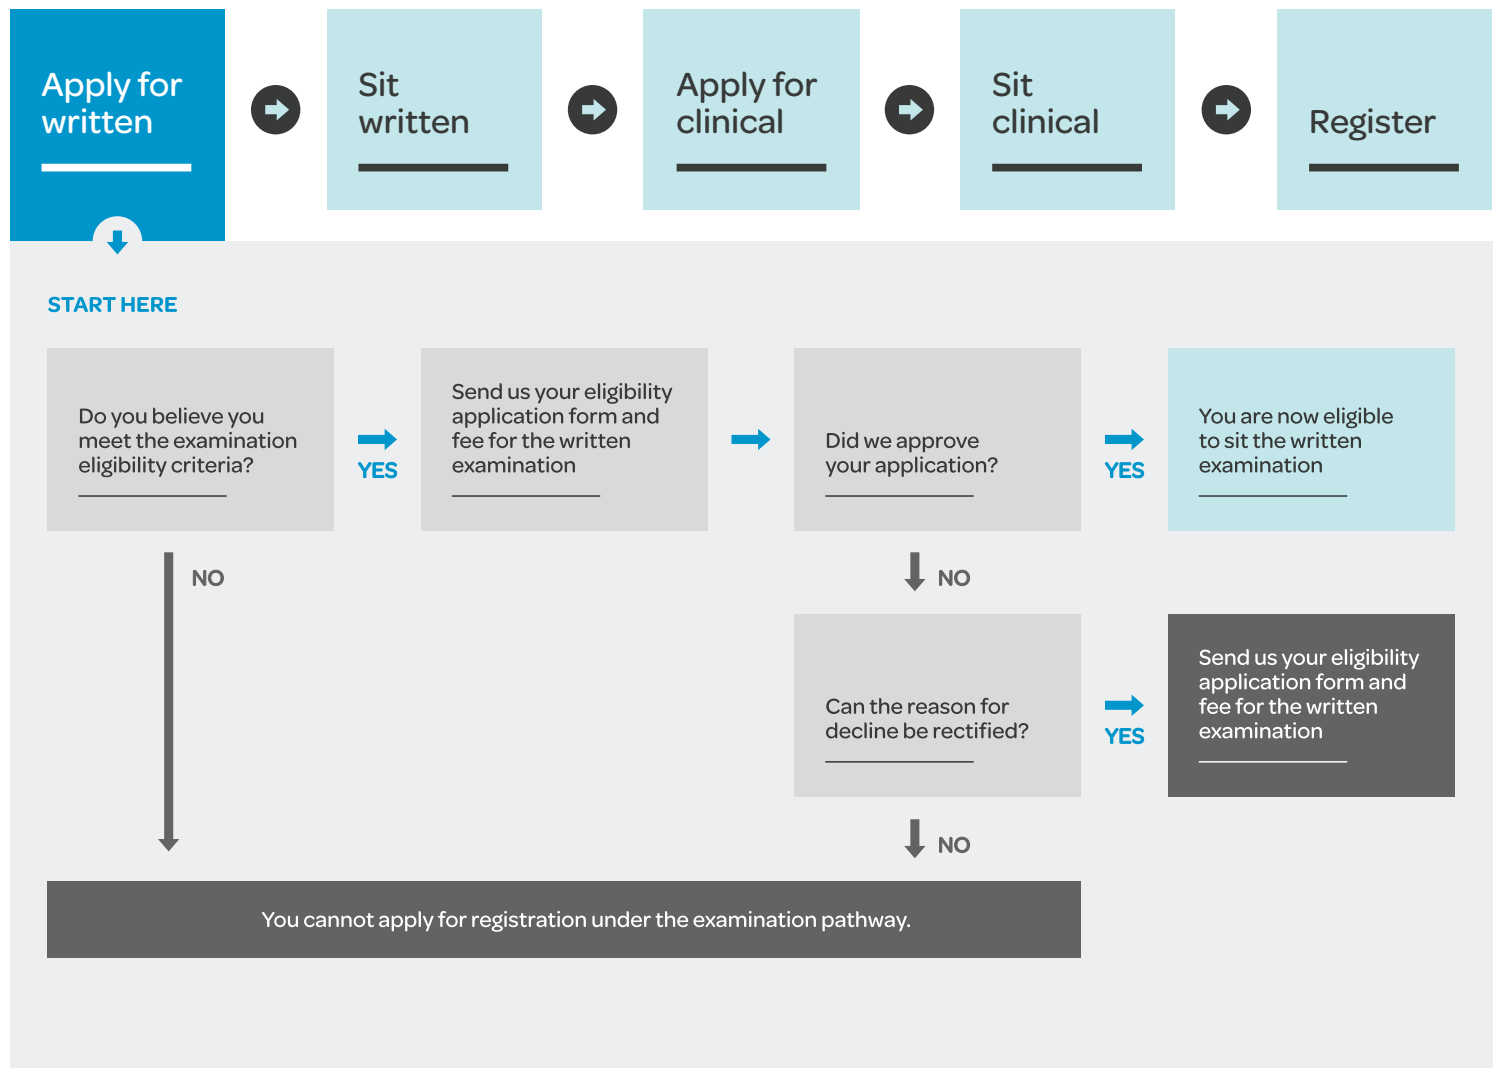 Apply for
written
Sit
written
Apply for
clinical
Sit
clinical
Register
START HERE
Do you believe you
meet the examination
eligibility criteria?
YES
Send us your eligibility
application form and
fee for the written
examination
Did we approve
your application?
YES
You are now eligible
to sit the written
examination
NO
NO
Can the reason for
decline be rectified?
YES
Send us your eligibility
application form and
fee for the written
examination
NO
You cannot apply for registration under the examination pathway.